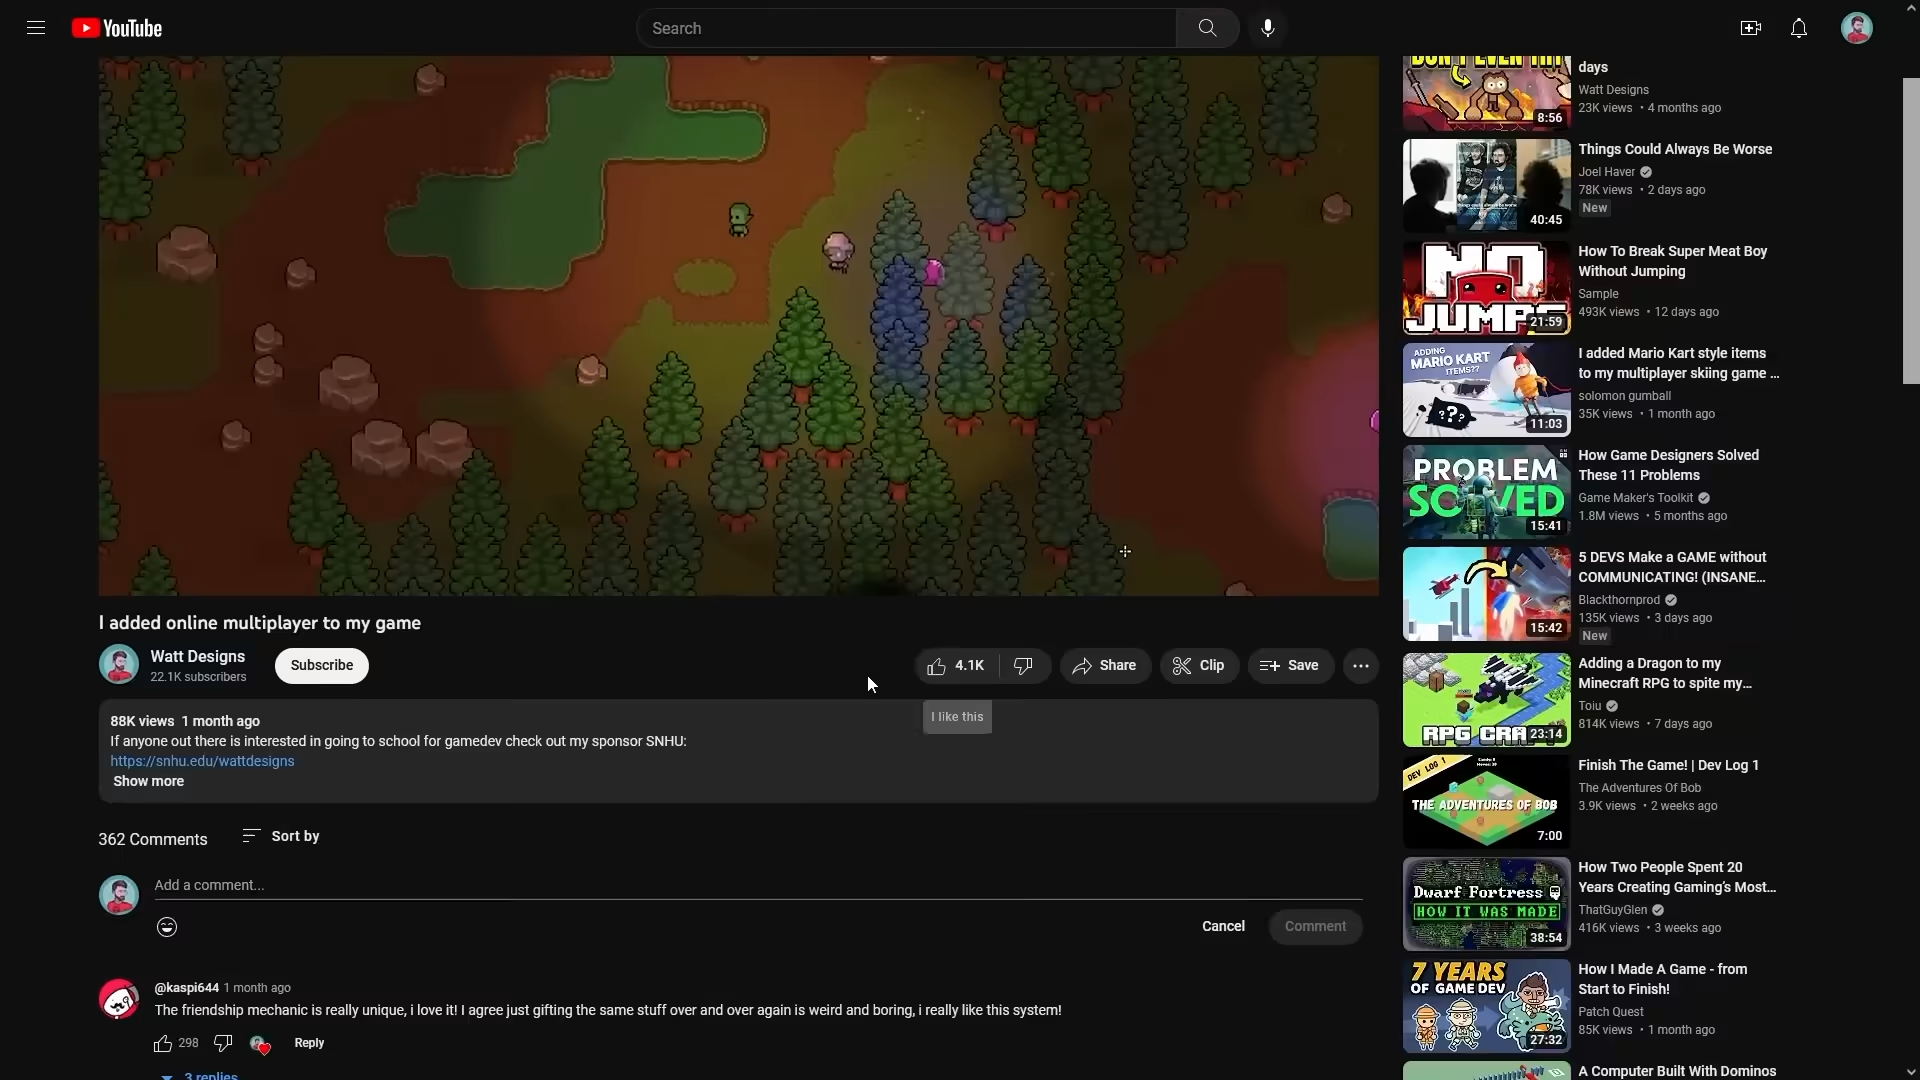 YouTube
Search
I added online multiplayer to my game
Watt Designs
22.1K subscribers
Subscribe
4.1K
Share
Clip
Save
I like this
88K views 1 month ago
If anyone out there is interested in going to school for gamedev check out my sponsor SNHU:
https://snhu.edu/wattdesigns
Show more
362 Comments
Sort by
Add a comment...
Cancel
Comment
@kaspi644 1 month ago
The friendship mechanic is really unique, i love it! I agree just gifting the same stuff over and over again is weird and boring, i really like this system!
298
Reply
3 replies
DON'T EVEN TRY
8:56
days
Watt Designs
23K views • 4 months ago
40:45
Things Could Always Be Worse
Joel Haver
78K views • 2 days ago
New
NO
JUMPS
21:59
How To Break Super Meat Boy
Without Jumping
Sample
493K views • 12 days ago
ADDING
MARIO KART
ITEMS??
???
11:03
I added Mario Kart style items
to my multiplayer skiing game ...
solomon gumball
35K views • 1 month ago
PROBLEM
SOLVED
15:41
How Game Designers Solved
These 11 Problems
Game Maker's Toolkit
1.8M views • 5 months ago
15:42
5 DEVS Make a GAME without
COMMUNICATING! (INSANE...
Blackthornprod
135K views • 3 days ago
New
RPG CRAFT
23:14
Adding a Dragon to my
Minecraft RPG to spite my...
Toiu
814K views • 7 days ago
DEV LOG 1
THE ADVENTURES OF BOB
7:00
Finish The Game! | Dev Log 1
The Adventures Of Bob
3.9K views • 2 weeks ago
Dwarf Fortress
HOW IT WAS MADE
38:54
How Two People Spent 20
Years Creating Gaming's Most...
ThatGuyGlen
416K views • 3 weeks ago
7 YEARS
OF GAME DEV
27:32
How I Made A Game - from
Start to Finish!
Patch Quest
85K views • 1 month ago
A Computer Built With Dominos